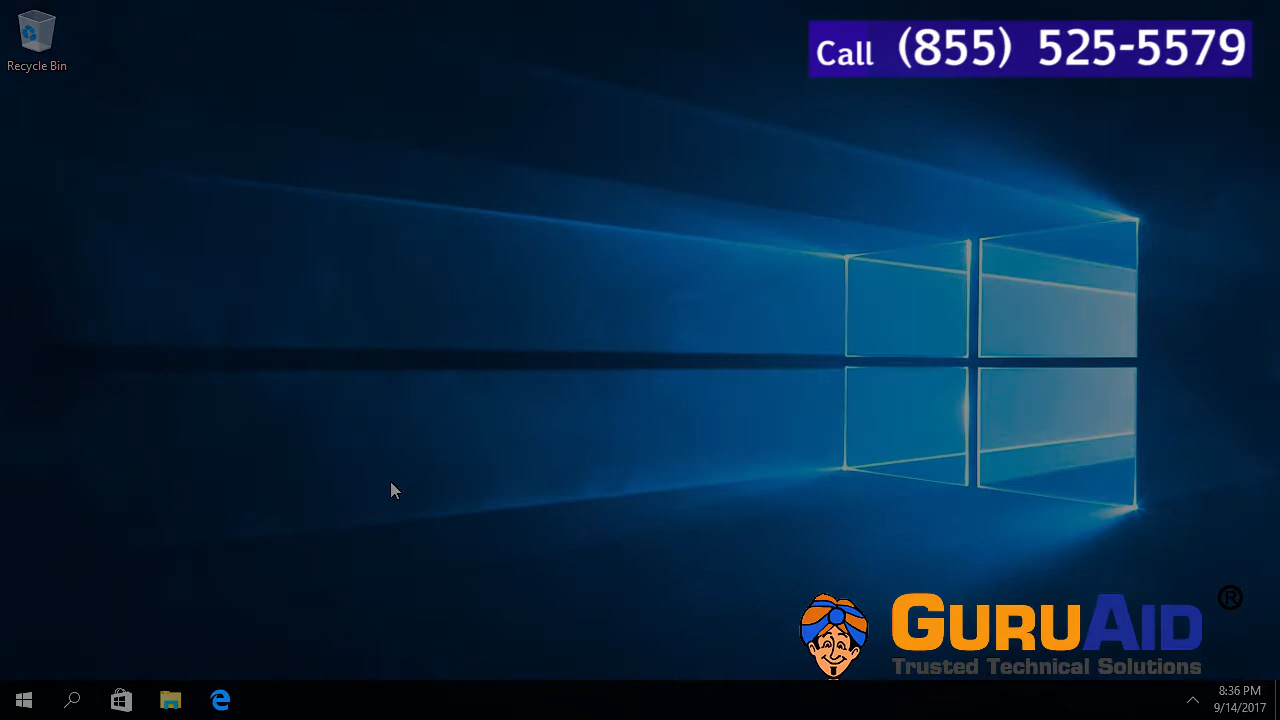 Call (855) 525-5579
Recycle Bin
GURUAID ®
Trusted Technical Solutions
8:36 PM
9/14/2017